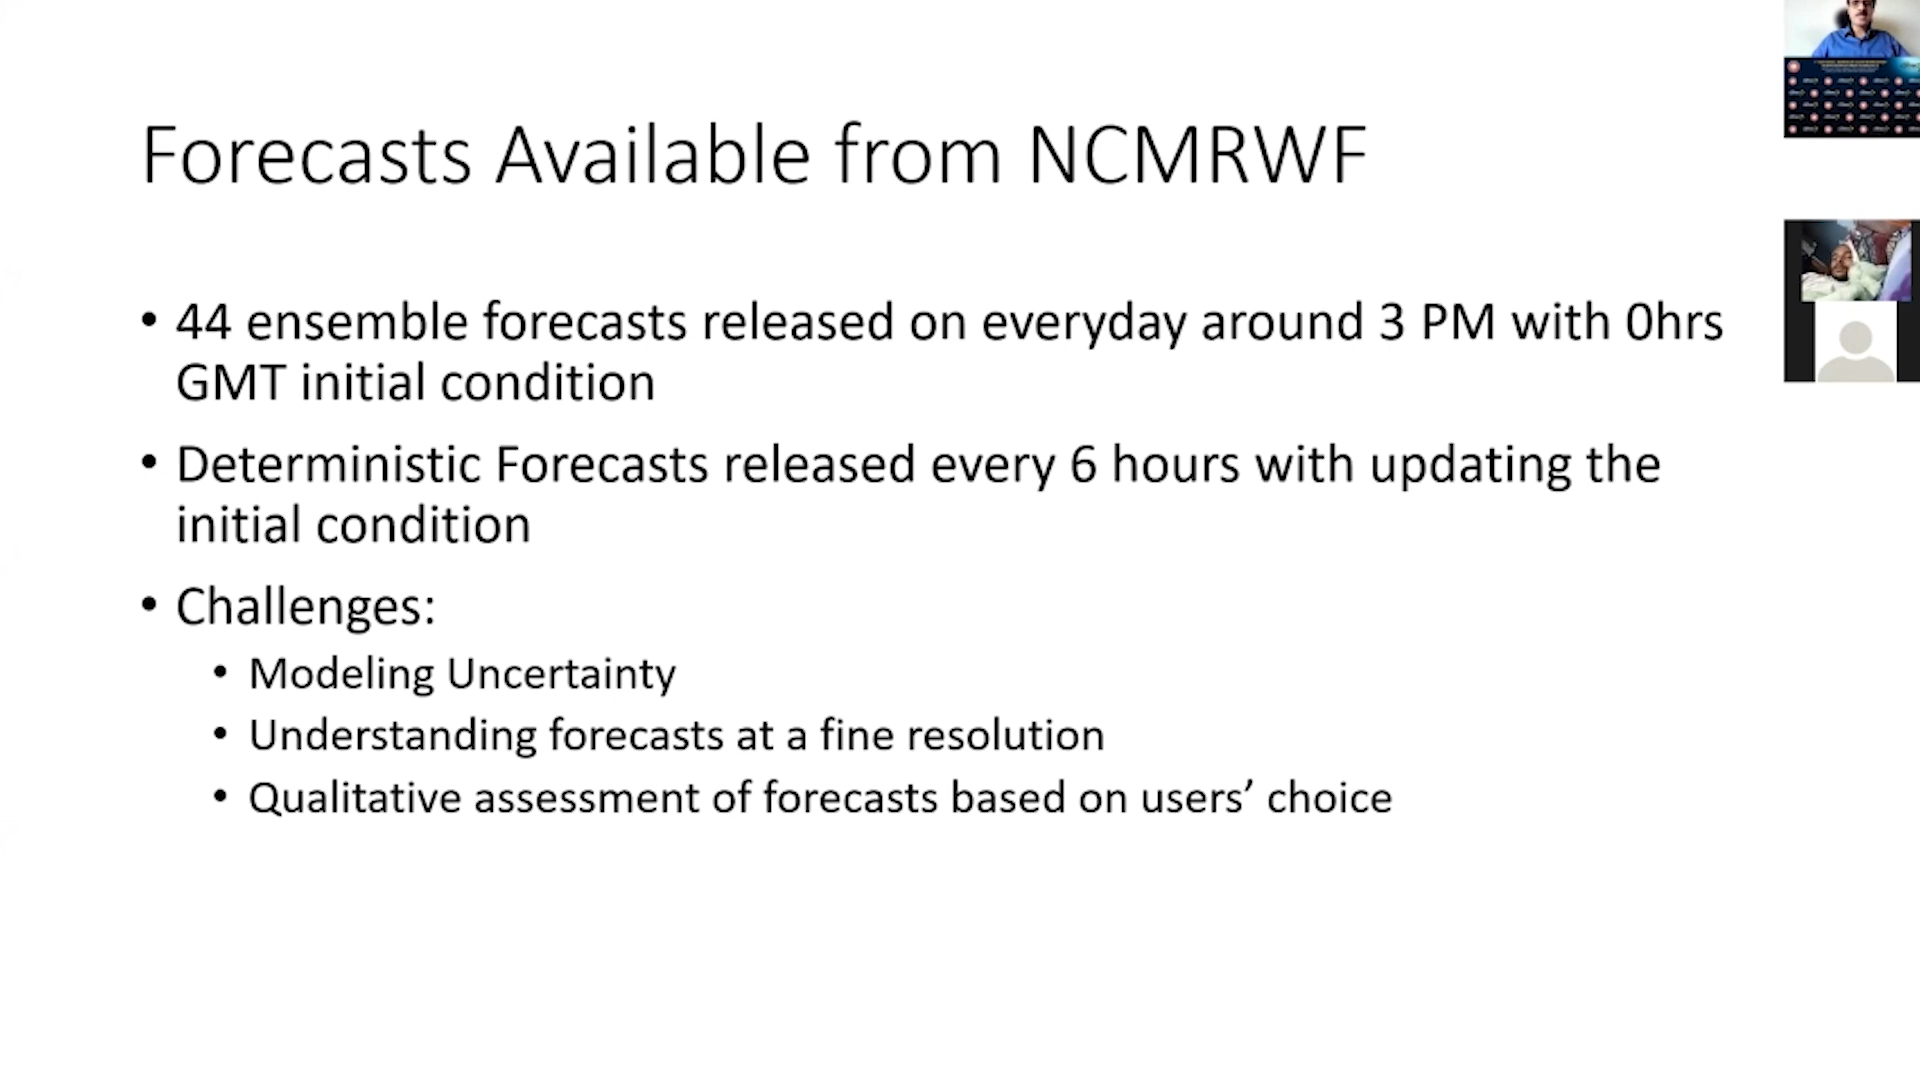 Forecasts Available from NCMRWF
• 44 ensemble forecasts released on everyday around 3 PM with 0hrs
GMT initial condition
• Deterministic Forecasts released every 6 hours with updating the
initial condition
• Challenges:
• Modeling Uncertainty
• Understanding forecasts at a fine resolution
• Qualitative assessment of forecasts based on users’ choice